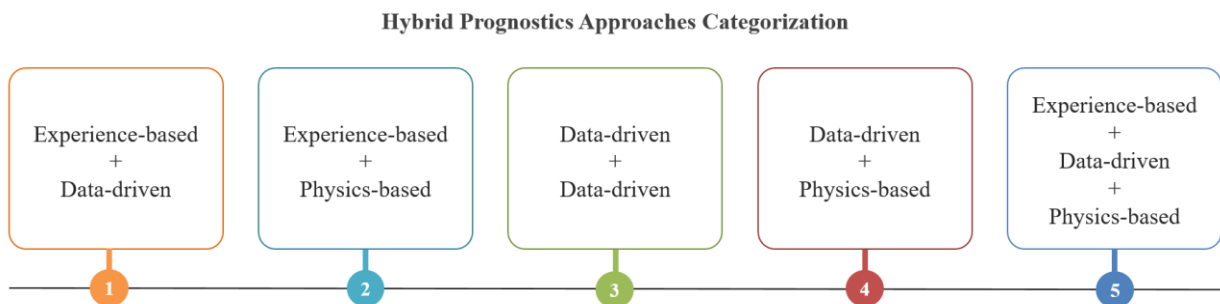 Hybrid Prognostics Approaches Categorization
Experience-based
+
Data-driven
Experience-based
+
Physics-based
Data-driven
+
Data-driven
Data-driven
+
Physics-based
Experience-based
+
Data-driven
+
Physics-based
1
2
3
4
5